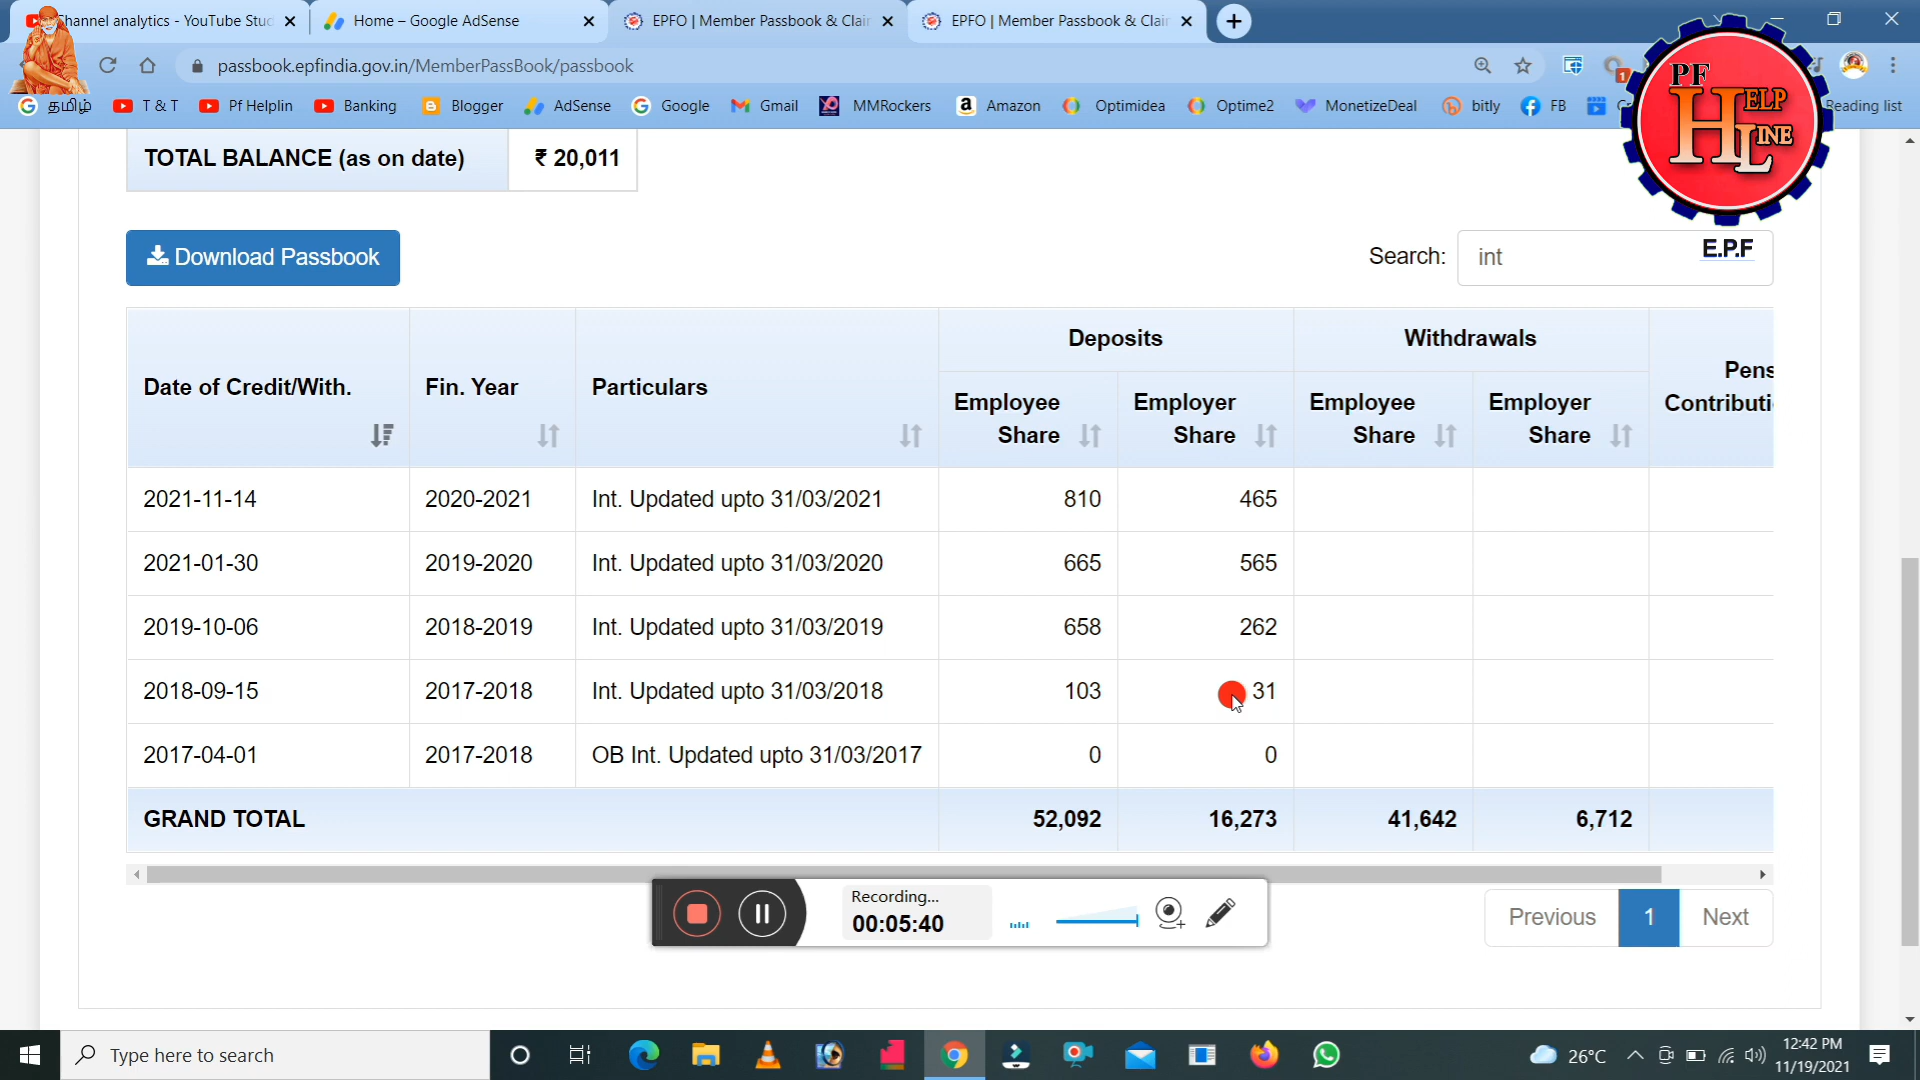 Channel analytics - YouTube Stud
Home – Google AdSense
EPFO | Member Passbook & Clair
EPFO | Member Passbook & Clair
passbook.epfindia.gov.in/MemberPassBook/passbook
1
தமிழ்
T & T
Pf Helplin
Banking
Blogger
AdSense
Google
Gmail
MMRockers
Amazon
Optimidea
Optime2
MonetizeDeal
bitly
FB
Reading list
PF
HELP
LINE
E.P.F
TOTAL BALANCE (as on date) ₹ 20,011
Download Passbook
Search: int
Date of Credit/With. Fin. Year Particulars Deposits Withdrawals Pens
Contributi
Employee Share Employer Share Employee Share Employer Share
2021-11-14 2020-2021 Int. Updated upto 31/03/2021 810 465
2021-01-30 2019-2020 Int. Updated upto 31/03/2020 665 565
2019-10-06 2018-2019 Int. Updated upto 31/03/2019 658 262
2018-09-15 2017-2018 Int. Updated upto 31/03/2018 103 31
2017-04-01 2017-2018 OB Int. Updated upto 31/03/2017 0 0
GRAND TOTAL 52,092 16,273 41,642 6,712
Recording...
00:05:40
Previous 1 Next
Type here to search
26°C
12:42 PM
11/19/2021